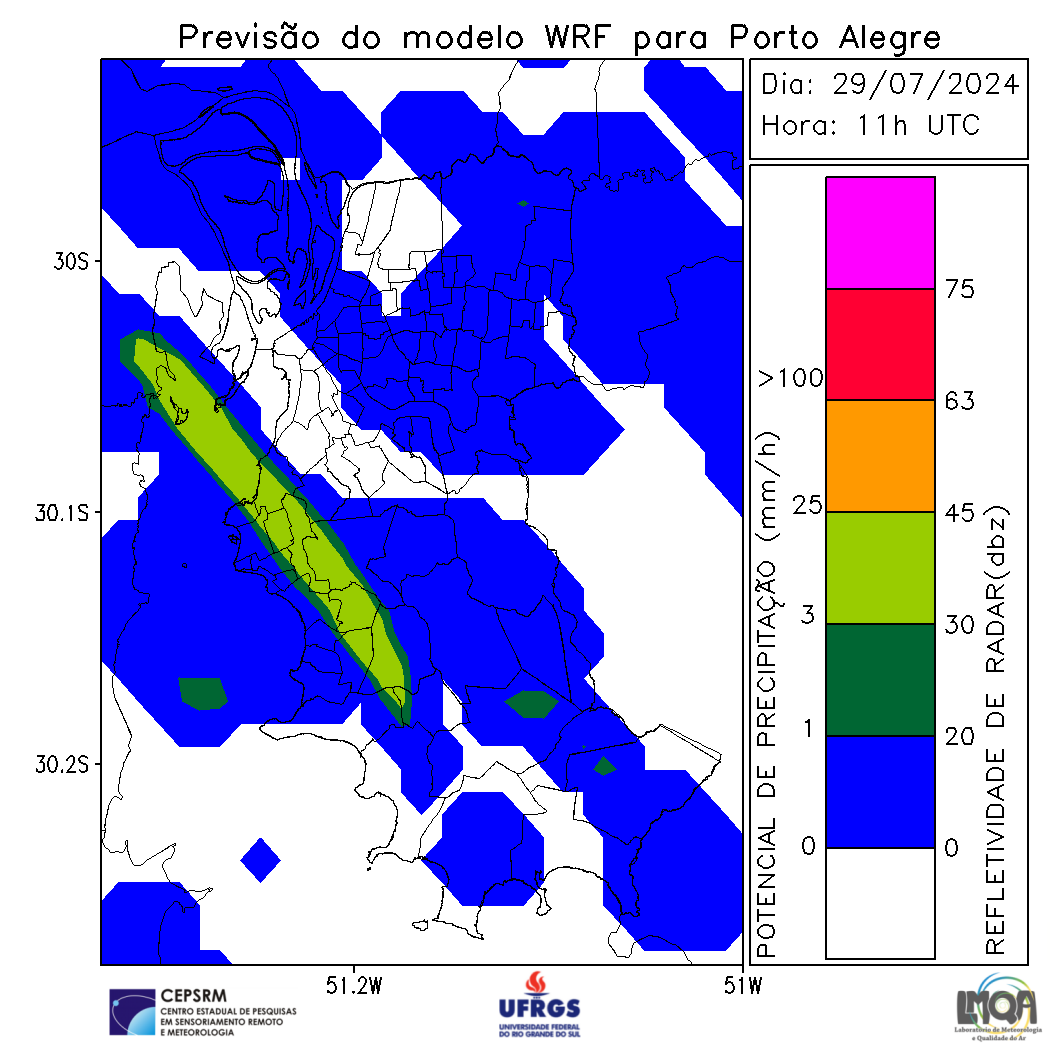 Previsão do modelo WRF para Porto Alegre
Dia: 29/07/2024
Hora: 11h UTC
30S
30.1S
30.2S
51.2W
51W
POTENCIAL DE PRECIPITAÇÃO (mm/h)
>100
25
3
1
0
75
63
45
30
20
0
REFLETIVIDADE DE RADAR(dbz)
CEPSRM
CENTRO ESTADUAL DE PESQUISAS
EM SENSORIAMENTO REMOTO
E METEOROLOGIA
UFRGS
UNIVERSIDADE FEDERAL
DO RIO GRANDE DO SUL
LMQA
Laboratório de Meteorologia
e Qualidade do Ar